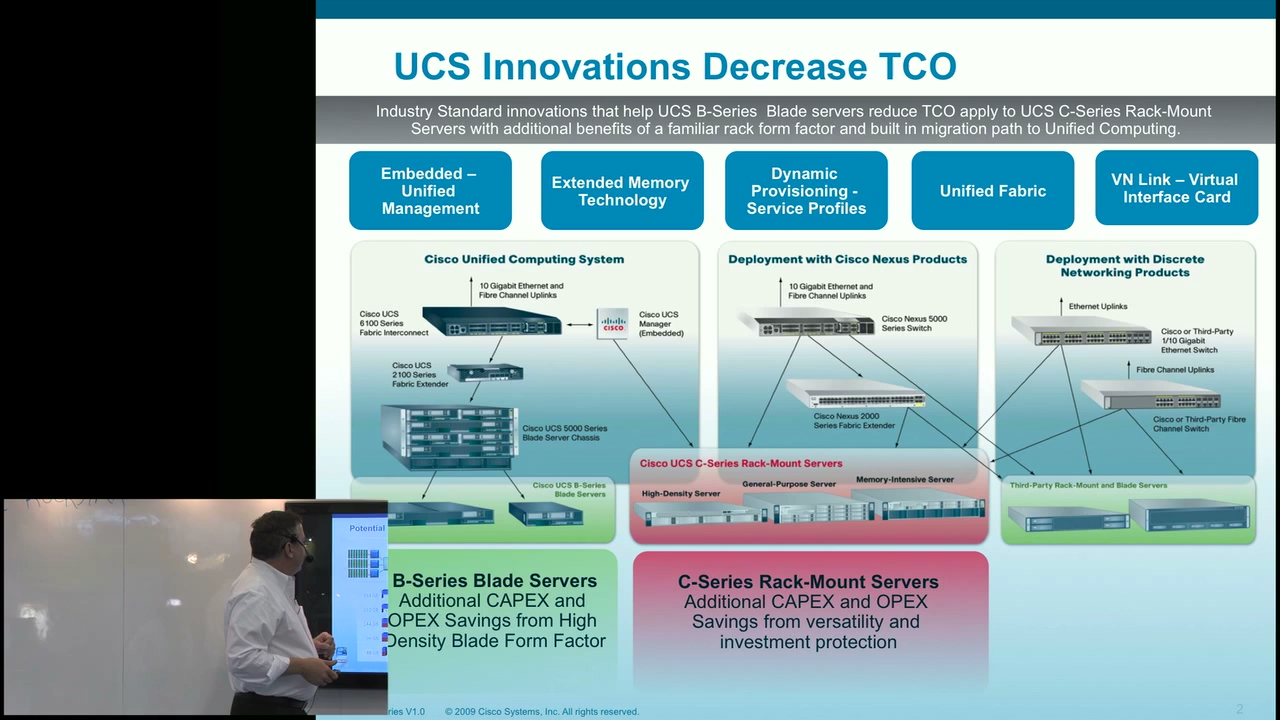 UCS Innovations Decrease TCO
Industry Standard innovations that help UCS B-Series Blade servers reduce TCO apply to UCS C-Series Rack-Mount
Servers with additional benefits of a familiar rack form factor and built in migration path to Unified Computing.
Embedded –
Unified
Management
Extended Memory
Technology
Dynamic
Provisioning -
Service Profiles
Unified Fabric
VN Link – Virtual
Interface Card
Cisco Unified Computing System
10 Gigabit Ethernet and
Fibre Channel Uplinks
Cisco UCS
6100 Series
Fabric Interconnect
CISCO
Cisco UCS
Manager
(Embedded)
Cisco UCS
2100 Series
Fabric Extender
Cisco UCS 5000 Series
Blade Server Chassis
Cisco UCS B-Series
Blade Servers
Deployment with Cisco Nexus Products
10 Gigabit Ethernet and
Fibre Channel Uplinks
Cisco Nexus 5000
Series Switch
Cisco Nexus 2000
Series Fabric Extender
Deployment with Discrete
Networking Products
Ethernet Uplinks
Cisco or Third-Party
1/10 Gigabit
Ethernet Switch
Fibre Channel Uplinks
Cisco or Third-Party Fibre
Channel Switch
Cisco UCS C-Series Rack-Mount Servers
High-Density Server
General-Purpose Server
Memory-Intensive Server
Third-Party Rack-Mount and Blade Servers
Potential
B-Series Blade Servers
Additional CAPEX and
OPEX Savings from High
Density Blade Form Factor
C-Series Rack-Mount Servers
Additional CAPEX and OPEX
Savings from versatility and
investment protection
ries V1.0
© 2009 Cisco Systems, Inc. All rights reserved.
2